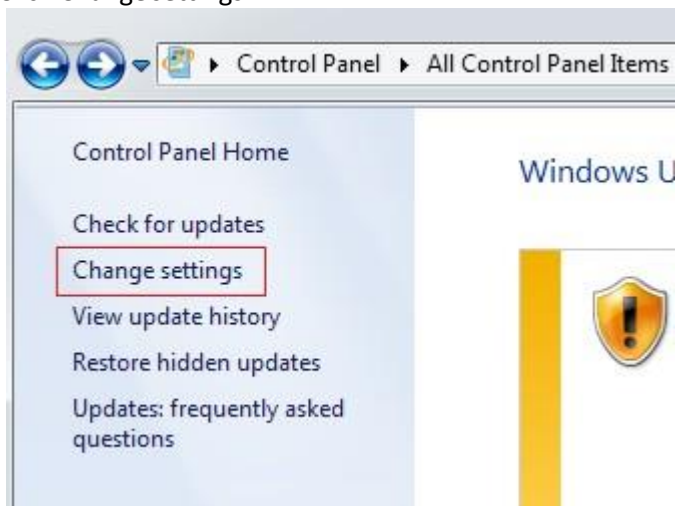 Control Panel ▸ All Control Panel Items
Control Panel Home
Windows
Check for updates
Change settings
View update history
Restore hidden updates
Updates: frequently asked
questions